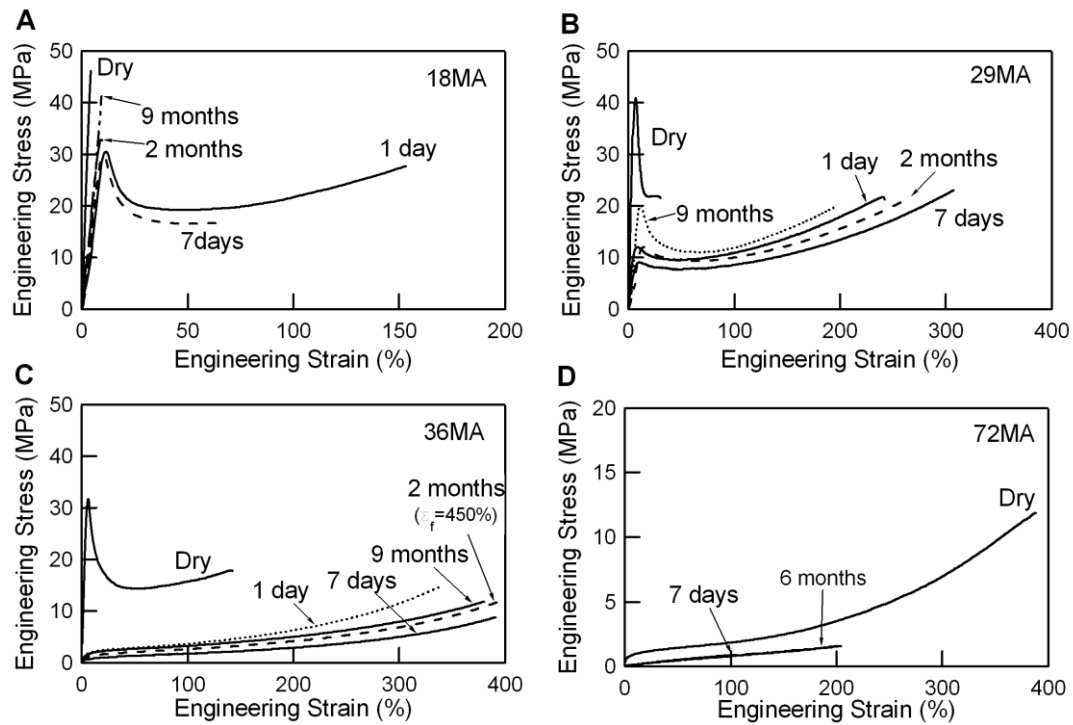 A
50
40
30
20
10
0
Engineering Stress (MPa)
Dry
18MA
9 months
2 months
1 day
7days
0 50 100 150 200
Engineering Strain (%)
B
50
40
30
20
10
0
Engineering Stress (MPa)
29MA
Dry
1 day
2 months
9 months
7 days
0 100 200 300 400
Engineering Strain (%)
C
50
40
30
20
10
0
Engineering Stress (MPa)
36MA
2 months
(ε_f=450%)
Dry
9 months
7 days
1 day
0 100 200 300 400
Engineering Strain (%)
D
20
15
10
5
0
Engineering Stress (MPa)
72MA
Dry
6 months
7 days
0 100 200 300 400
Engineering Strain (%)